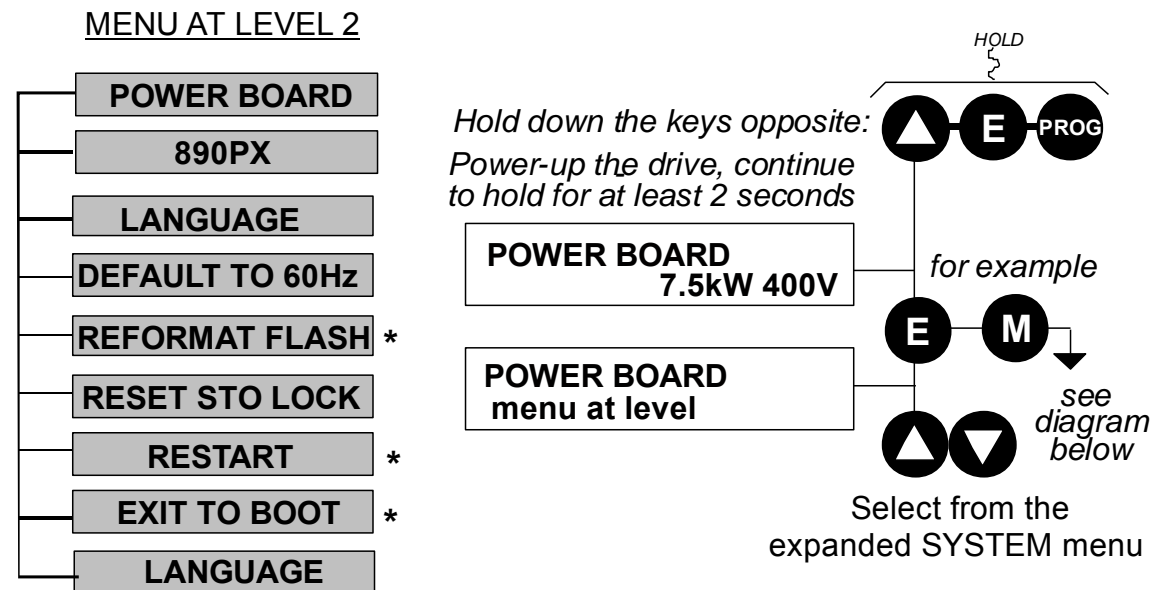 MENU AT LEVEL 2
POWER BOARD
890PX
LANGUAGE
DEFAULT TO 60Hz
REFORMAT FLASH *
RESET STO LOCK
RESTART *
EXIT TO BOOT *
LANGUAGE
HOLD
Hold down the keys opposite:
E
PROG
Power-up the drive, continue
to hold for at least 2 seconds
POWER BOARD
7.5kW 400V
for example
E
M
POWER BOARD
menu at level
see
diagram
below
Select from the
expanded SYSTEM menu